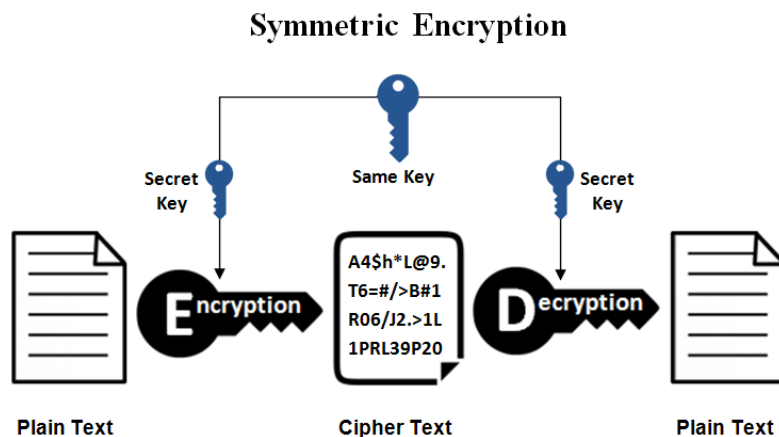 Symmetric Encryption
Secret
Key
Same Key
Secret
Key
Encryption
A4$h*L@9.
T6=#/>B#1
R06/J2.>1L
1PRL39P20
Decryption
Plain Text
Cipher Text
Plain Text